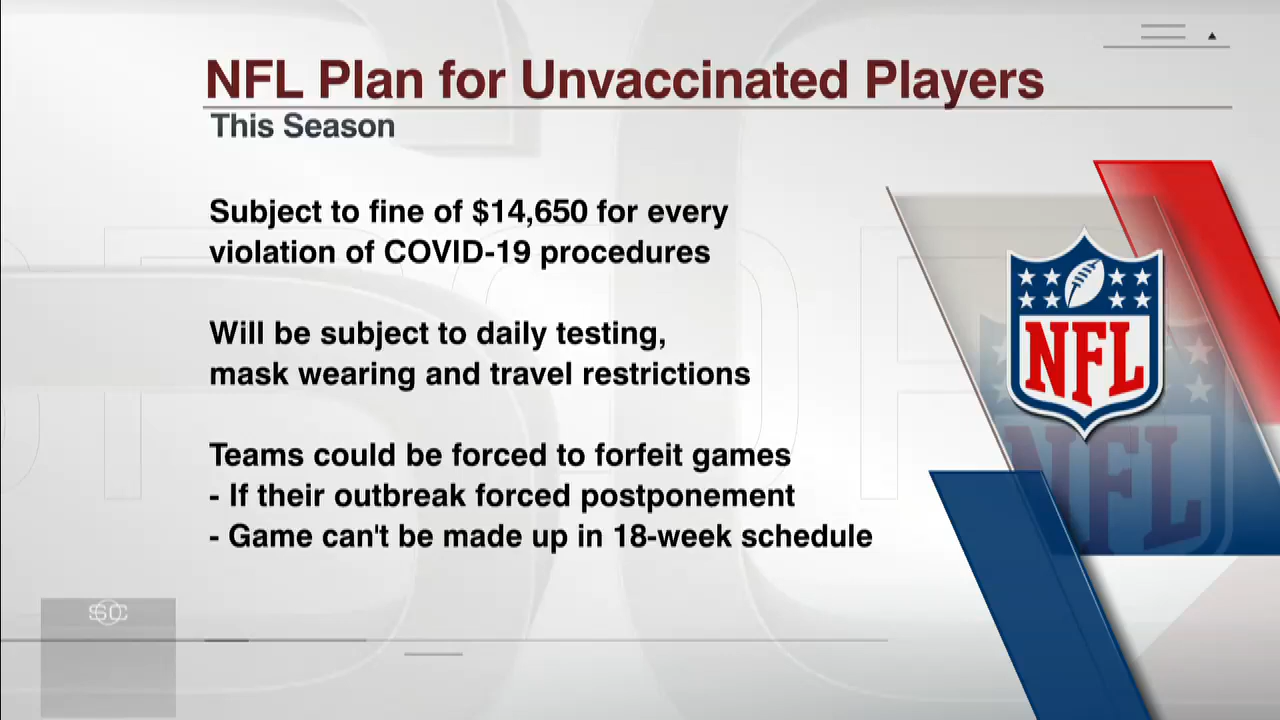 NFL Plan for Unvaccinated Players
This Season
Subject to fine of $14,650 for every
violation of COVID-19 procedures
Will be subject to daily testing,
mask wearing and travel restrictions
Teams could be forced to forfeit games
- If their outbreak forced postponement
- Game can't be made up in 18-week schedule
NFL
NFL